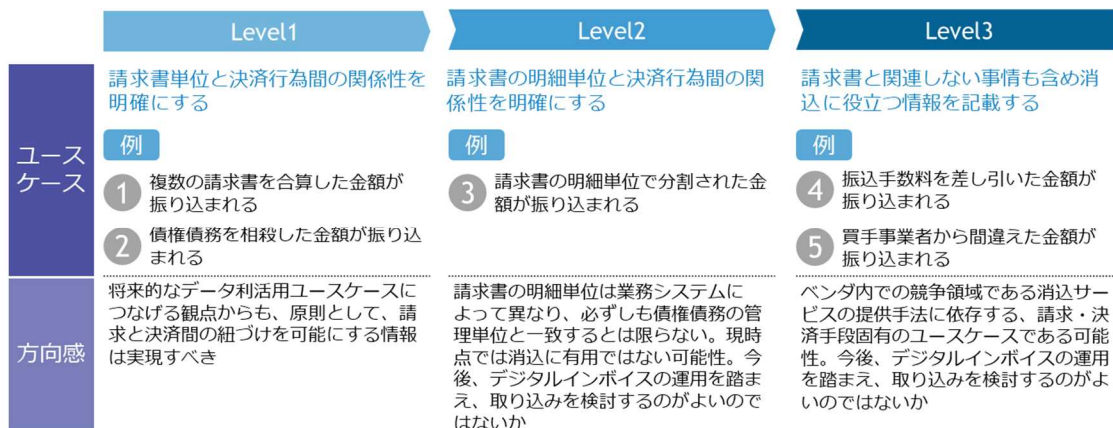 Level1
Level2
Level3
ユース
ケース
請求書単位と決済行為間の関係性を
明確にする
例
1 複数の請求書を合算した金額が
振り込まれる
2 債権債務を相殺した金額が振り込
まれる
請求書の明細単位と決済行為間の関
係性を明確にする
例
3 請求書の明細単位で分割された金
額が振り込まれる
請求書と関連しない事情も含め消
込に役立つ情報を記載する
例
4 振込手数料を差し引いた金額が
振り込まれる
5 買手事業者から間違えた金額が
振り込まれる
方向感
将来的なデータ利活用ユースケースに
つなげる観点からも、原則として、請
求と決済間の紐づけを可能にする情報
は実現すべき
請求書の明細単位は業務システムに
よって異なり、必ずしも債権債務の管
理単位と一致するとは限らない。現時
点では消込に有用ではない可能性。今
後、デジタルインボイスの運用を踏ま
え、取り込みを検討するのがよいので
はないか
ベンダ内での競争領域である消込サー
ビスの提供手法に依存する、請求・決
済手段固有のユースケースである可能
性。今後、デジタルインボイスの運用
を踏まえ、取り込みを検討するのがよ
いのではないか